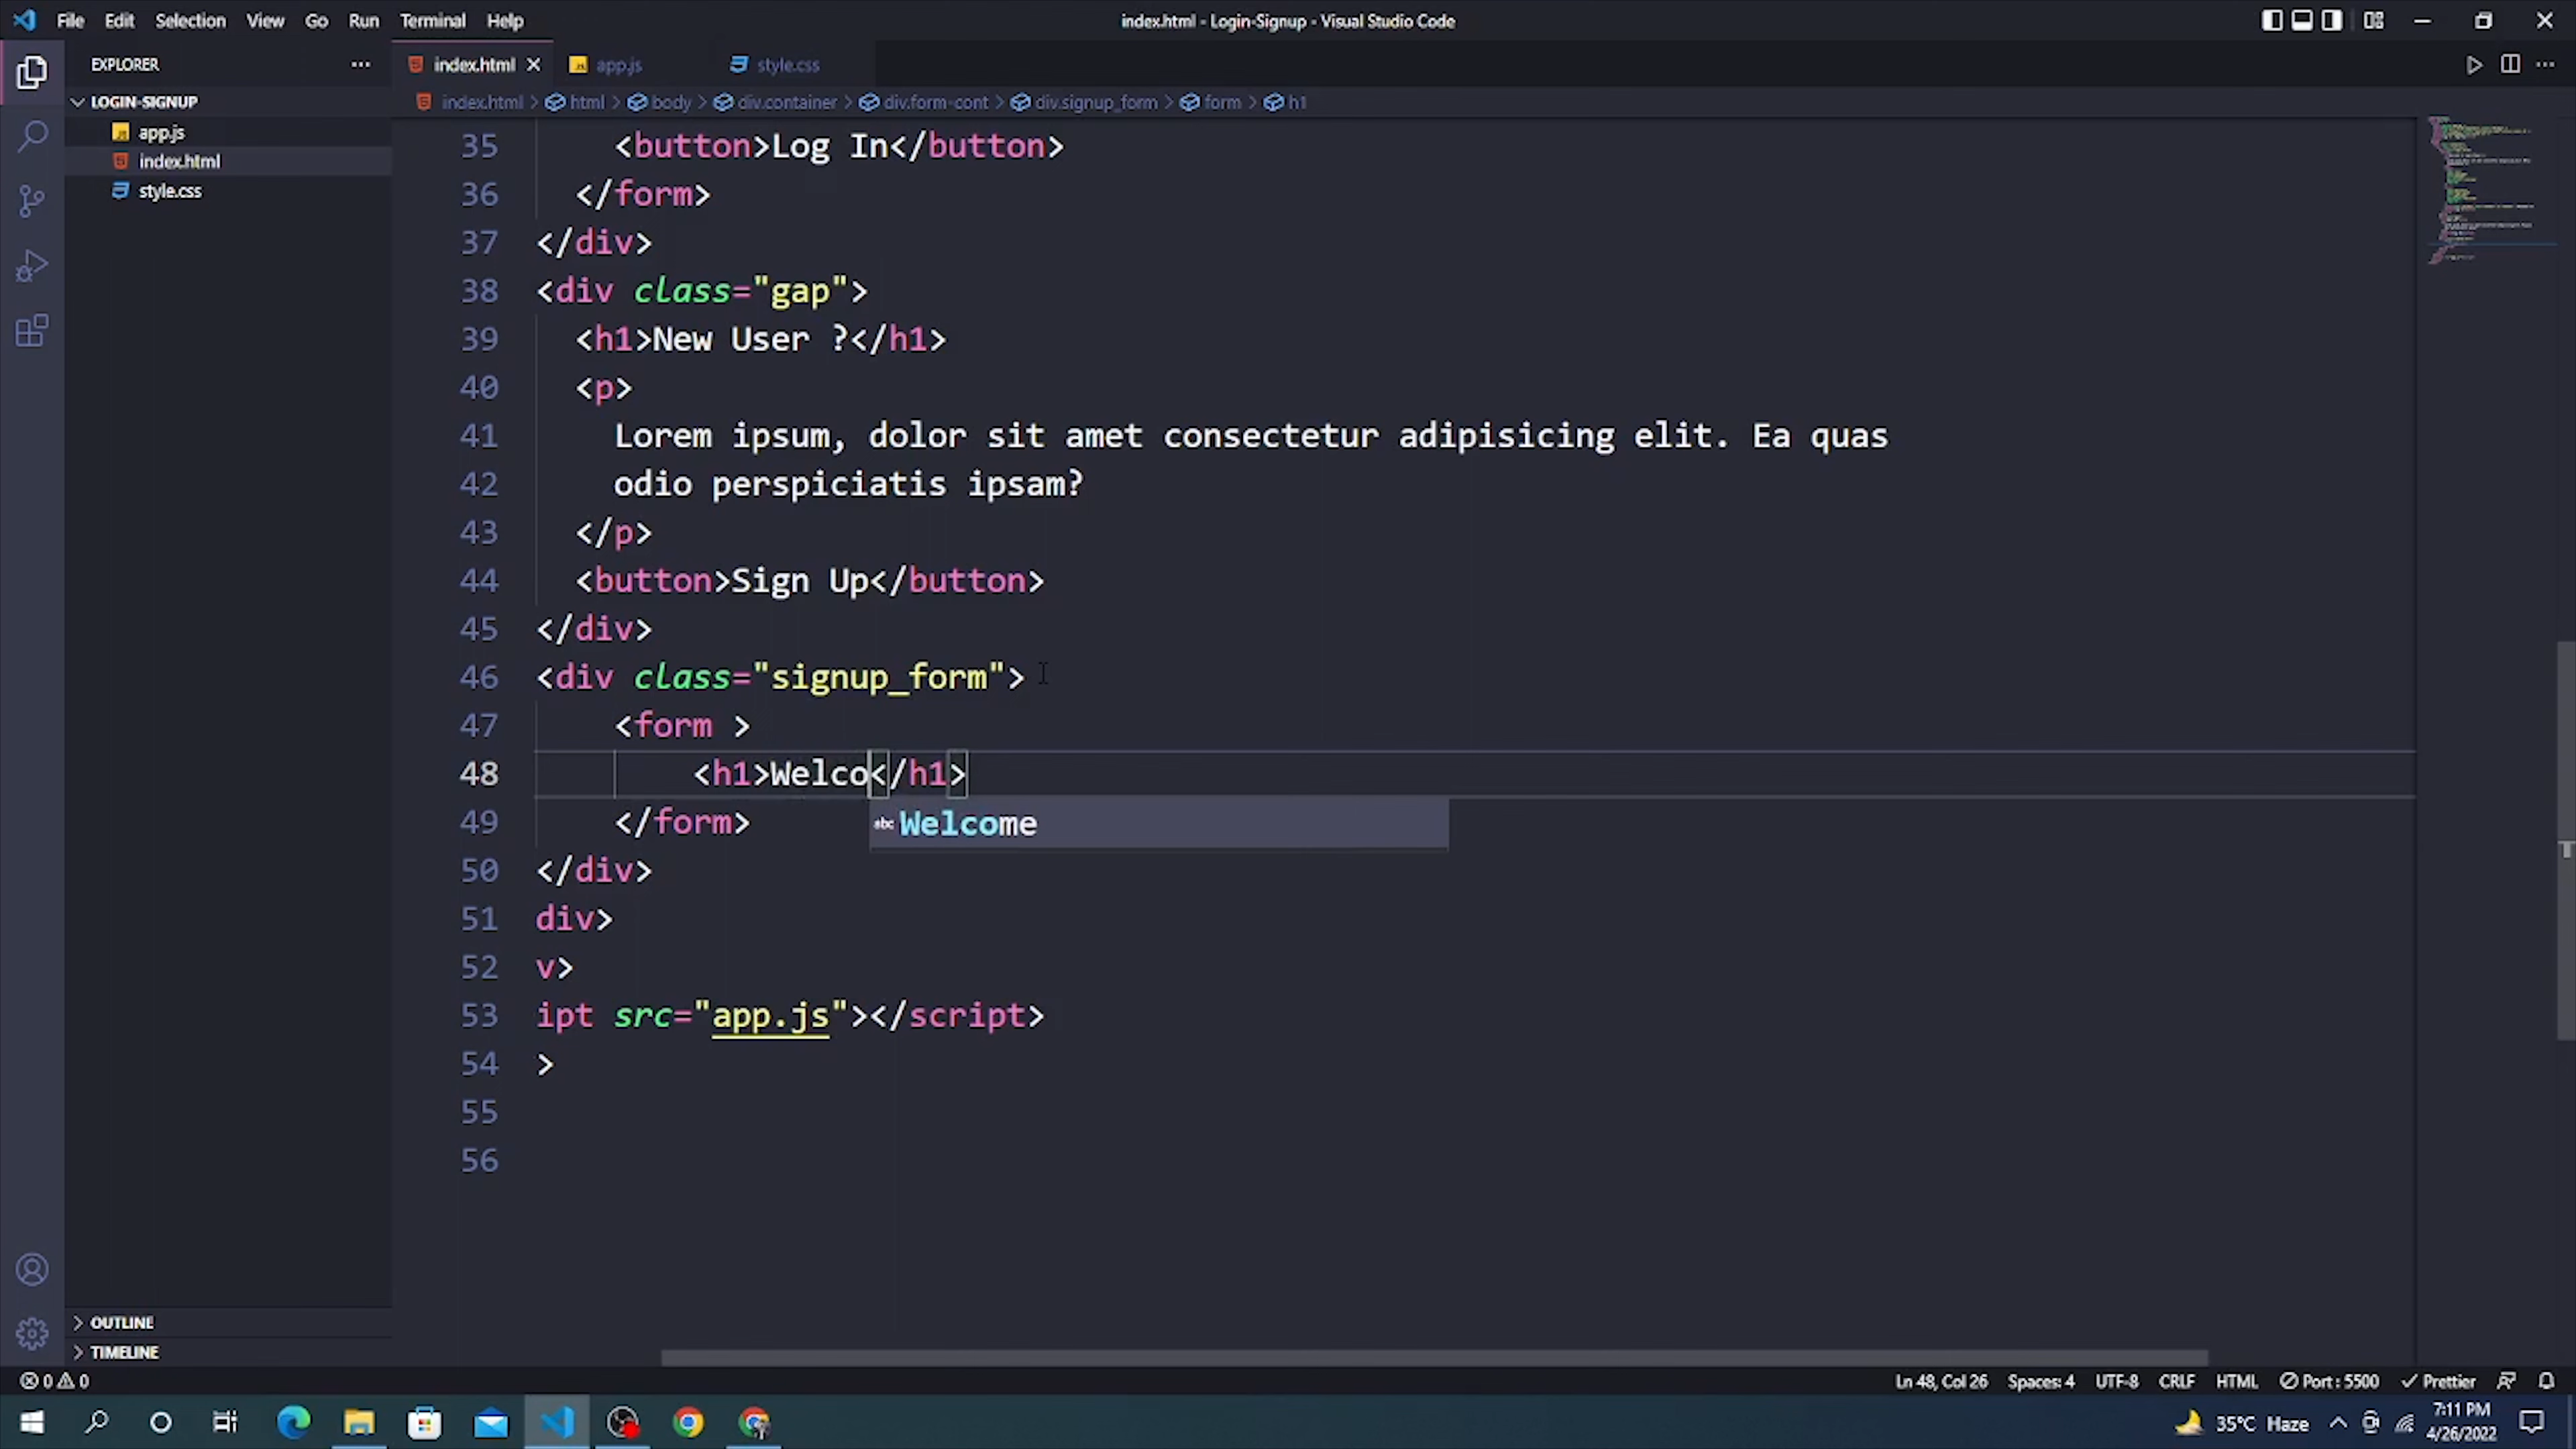 File Edit Selection View Go Run Terminal Help
index.html - Login-Signup - Visual Studio Code
EXPLORER
index.html
app.js
style.css
LOGIN-SIGNUP
app.js
index.html
style.css
index.html > html > body > div.container > div.form-cont > div.signup_form > form > h1
35 <button>Log In</button>
36 </form>
37 </div>
38 <div class="gap">
39 <h1>New User ?</h1>
40 <p>
41 Lorem ipsum, dolor sit amet consectetur adipisicing elit. Ea quas
42 odio perspiciatis ipsam?
43 </p>
44 <button>Sign Up</button>
45 </div>
46 <div class="signup_form">
47 <form >
48 <h1>Welco</h1>
abc Welcome
49 </form>
50 </div>
51 div>
52 v>
53 ipt src="app.js"></script>
54 >
55
56
OUTLINE
TIMELINE
0 0
Ln 48, Col 26 Spaces: 4 UTF-8 CRLF HTML Port : 5500 Prettier
35°C Haze
7:11 PM
4/26/2022